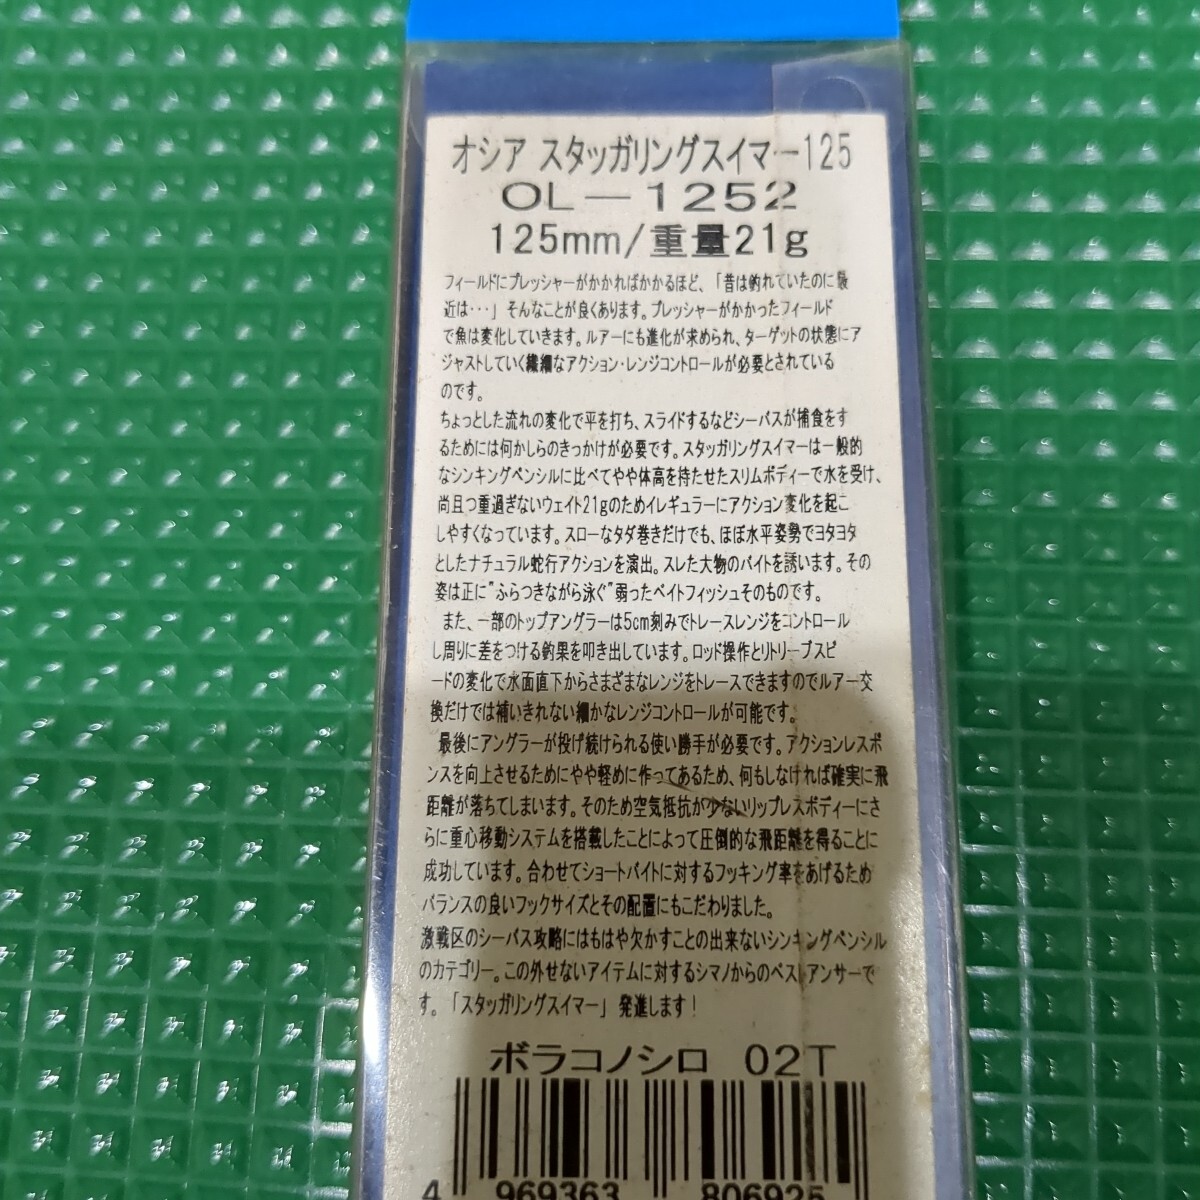 オシア スタッガリングスイマー125
OL-1252
125mm/重量21g
フィールドにプレッシャーがかかればかかるほど、「昔は釣れていたのに最
近は・・・」そんなことが良くあります。プレッシャーがかかったフィールド
で魚は変化していきます。ルアーにも進化が求められ、ターゲットの状態にア
ジャストしていく繊細なアクション・レンジコントロールが必要とされている
のです。
ちょっとした流れの変化で平を打ち、スライドするなどシーバスが捕食をす
るためには何かしらのきっかけが必要です。スタッガリングスイマーは一般的
なシンキングペンシルに比べてやや体高を持たせたスリムボディーで水を受け、
尚且つ重過ぎないウェイト21gのためイレギュラーにアクション変化を起こ
しやすくなっています。スローなタダ巻きだけでも、ほぼ水平姿勢でヨタヨタ
としたナチュラル蛇行アクションを演出。スレた大物のバイトを誘います。その
姿は正に"ふらつきながら泳ぐ"弱ったベイトフィッシュそのものです。
また、一部のトップアングラーは5cm刻みでトレースレンジをコントロール
し周りに差をつける釣果を叩き出しています。ロッド操作とリトリーブスピ
ードの変化で水面直下からさまざまなレンジをトレースできますのでルアー交
換だけでは補いきれない細かなレンジコントロールが可能です。
最後にアングラーが投げ続けられる使い勝手が必要です。アクションレスポ
ンスを向上させるためにやや軽めに作ってあるため、何もしなければ確実に飛
距離が落ちてしまいます。そのため空気抵抗が少ないリップレスボディーにさ
らに重心移動システムを搭載したことによって圧倒的な飛距離を得ることに
成功しています。合わせてショートバイトに対するフッキング率をあげるため
バランスの良いフックサイズとその配置にもこだわりました。
激戦区のシーバス攻略にはもはや欠かすことの出来ないシンキングペンシル
のカテゴリー。この外せないアイテムに対するシマノからのベストアンサーで
す。「スタッガリングスイマー」発進します！
ボラコノシロ 02T
4 969363 806925